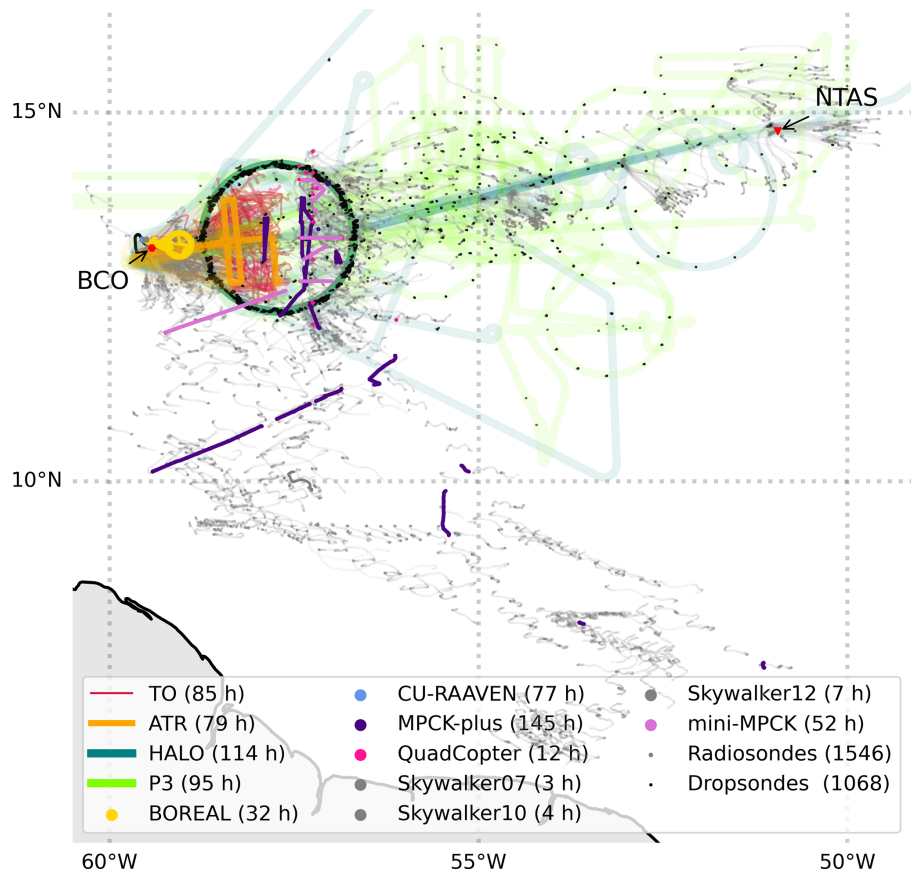 15°N
NTAS
BCO
10°N
TO (85 h)
ATR (79 h)
HALO (114 h)
P3 (95 h)
BOREAL (32 h)
CU-RAAVEN (77 h)
MPCK-plus (145 h)
QuadCopter (12 h)
Skywalker07 (3 h)
Skywalker10 (4 h)
Skywalker12 (7 h)
mini-MPCK (52 h)
Radiosondes (1546)
Dropsondes (1068)
60°W
55°W
50°W